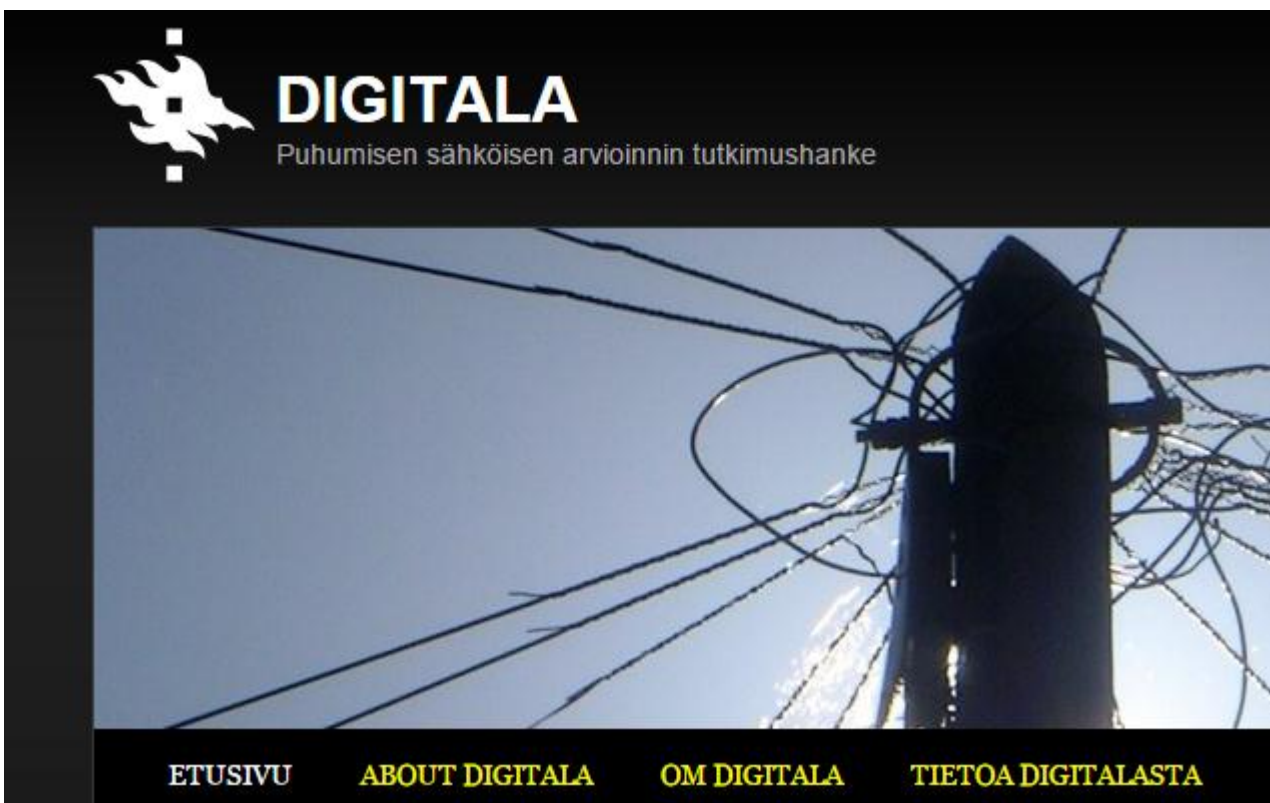 DIGITALA
Puhumisen sähköisen arvioinnin tutkimushanke
ETUSIVU ABOUT DIGITALA OM DIGITALA TIETOA DIGITALASTA